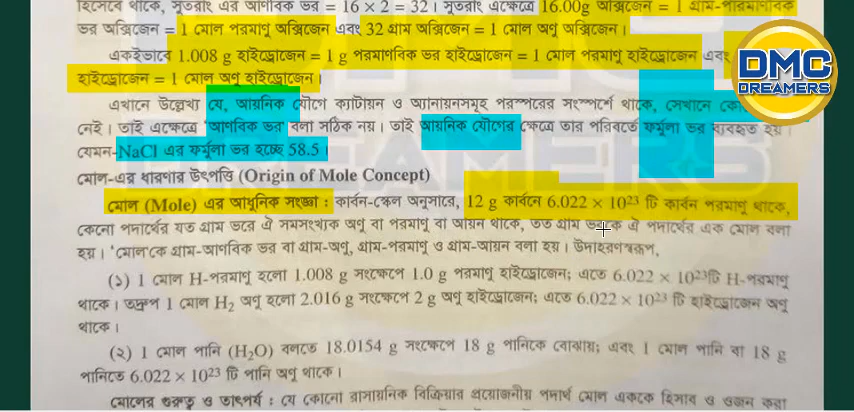 হিসেবে থাকে, সুতরাং এর আণবিক ভর = 16 × 2 = 32। সুতরাং এক্ষেত্রে 16.00g অক্সিজেন = 1 গ্রাম-পারমাণবিক
ভর অক্সিজেন = 1 মোল পরমাণু অক্সিজেন এবং 32 গ্রাম অক্সিজেন = 1 মোল অণু অক্সিজেন।
একইভাবে 1.008 g হাইড্রোজেন = 1 g পরমাণবিক ভর হাইড্রোজেন = 1 মোল পরমাণু হাইড্রোজেন এবং
হাইড্রোজেন = 1 মোল অণু হাইড্রোজেন।
এখানে উল্লেখ্য যে, আয়নিক যৌগে ক্যাটায়ন ও অ্যানায়নসমূহ পরস্পরের সংস্পর্শে থাকে, সেখানে
নেই। তাই এক্ষেত্রে 'আণবিক ভর' বলা সঠিক নয়। তাই আয়নিক যৌগের ক্ষেত্রে তার পরিবর্তে ফর্মুলা ভর ব্যবহৃত হয়।
যেমন-NaCl এর ফর্মুলা ভর হচ্ছে 58.5।
মোল-এর ধারণার উৎপত্তি (Origin of Mole Concept)
মোল (Mole) এর আধুনিক সংজ্ঞা : কার্বন-স্কেল অনুসারে, 12 g কার্বনে 6.022 × 10²³ টি কার্বন পরমাণু থাকে,
কোনো পদার্থের যত গ্রাম ভরে ঐ সমসংখ্যক অণু বা পরমাণু বা আয়ন থাকে, তত গ্রাম ভরকে ঐ পদার্থের এক মোল বলা
হয়। 'মোল'কে গ্রাম-আণবিক ভর বা গ্রাম-অণু, গ্রাম-পরমাণু ও গ্রাম-আয়ন বলা হয়। উদাহরণস্বরূপ,
(১) 1 মোল H-পরমাণু হলো 1.008 g সংক্ষেপে 1.0 g পরমাণু হাইড্রোজেন; এতে 6.022 × 10²³টি H-পরমাণু
থাকে। তদ্রূপ 1 মোল H₂ অণু হলো 2.016 g সংক্ষেপে 2 g অণু হাইড্রোজেন; এতে 6.022 × 10²³ টি হাইড্রোজেন অণু
থাকে।
(২) 1 মোল পানি (H₂O) বলতে 18.0154 g সংক্ষেপে 18 g পানিকে বোঝায়; এবং 1 মোল পানি বা 18 g
পানিতে 6.022 × 10²³ টি পানি অণু থাকে।
মোলের গুরুত্ব ও তাৎপর্য : যে কোনো রাসায়নিক বিক্রিয়ার প্রয়োজনীয় পদার্থ মোল এককে হিসাব ও ওজন করা
DMC
DREAMERS
DREAMERS